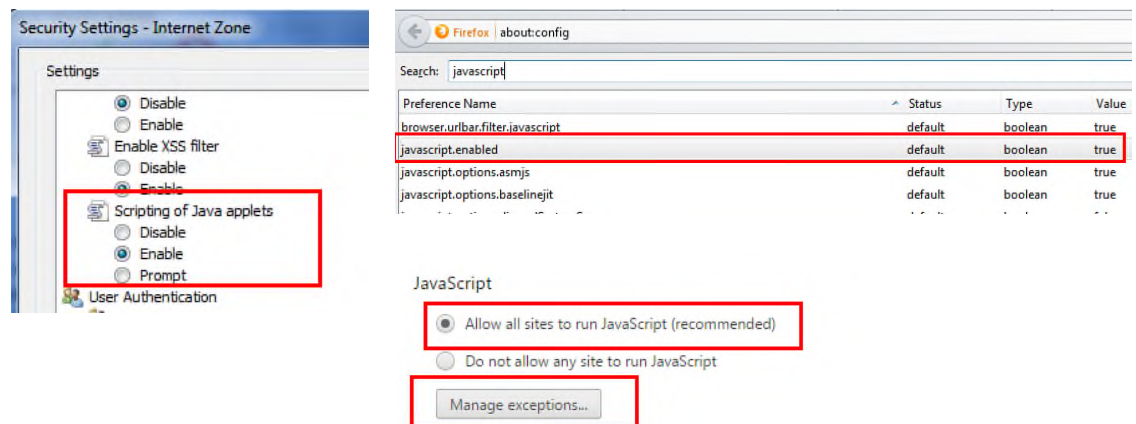 Security Settings - Internet Zone
Settings
Disable
Enable
Enable XSS filter
Disable
Enable
Scripting of Java applets
Disable
Enable
Prompt
User Authentication
Firefox about:config
Search: javascript
Preference Name Status Type Value
browser.urlbar.filter.javascript default boolean true
javascript.enabled default boolean true
javascript.options.asmjs default boolean true
javascript.options.baselinejit default boolean true
JavaScript
Allow all sites to run JavaScript (recommended)
Do not allow any site to run JavaScript
Manage exceptions...